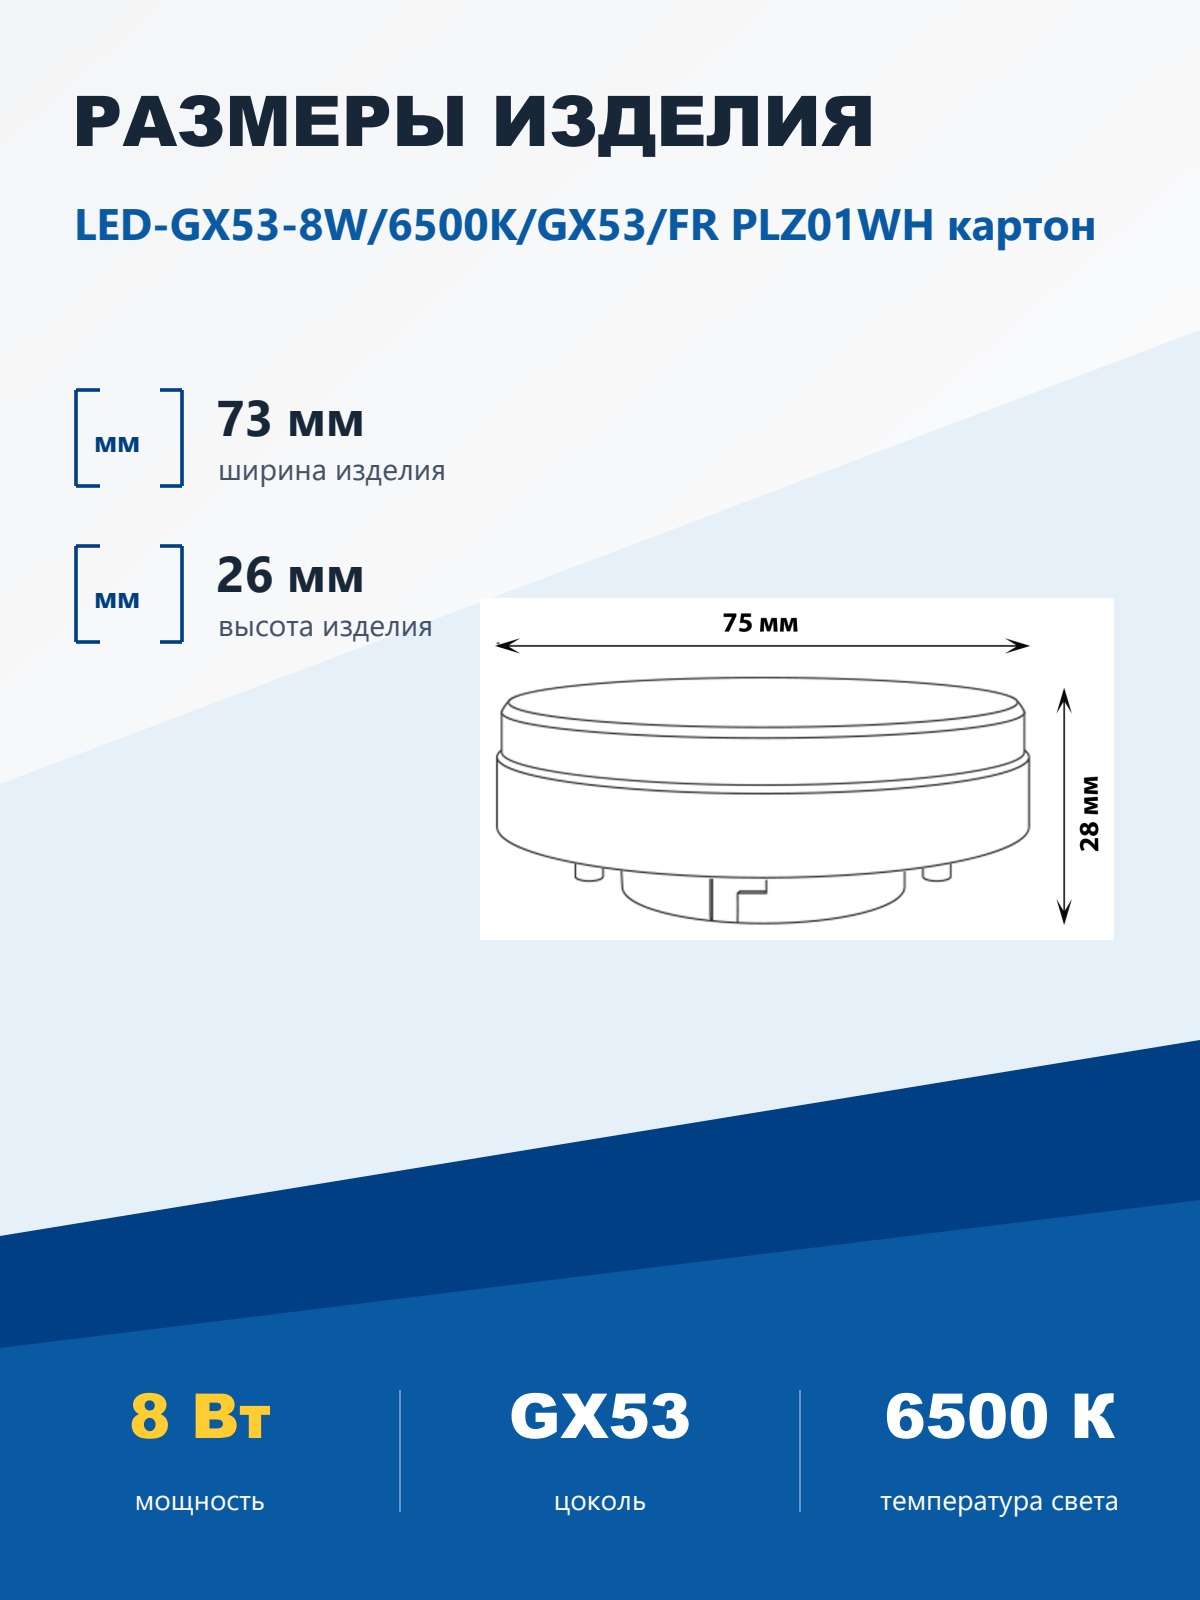 РАЗМЕРЫ ИЗДЕЛИЯ
LED-GX53-8W/6500K/GX53/FR PLZ01WH картон
мм
73 мм
ширина изделия
мм
26 мм
высота изделия
75 мм
28 мм
8 Вт
мощность
GX53
цоколь
6500 К
температура света